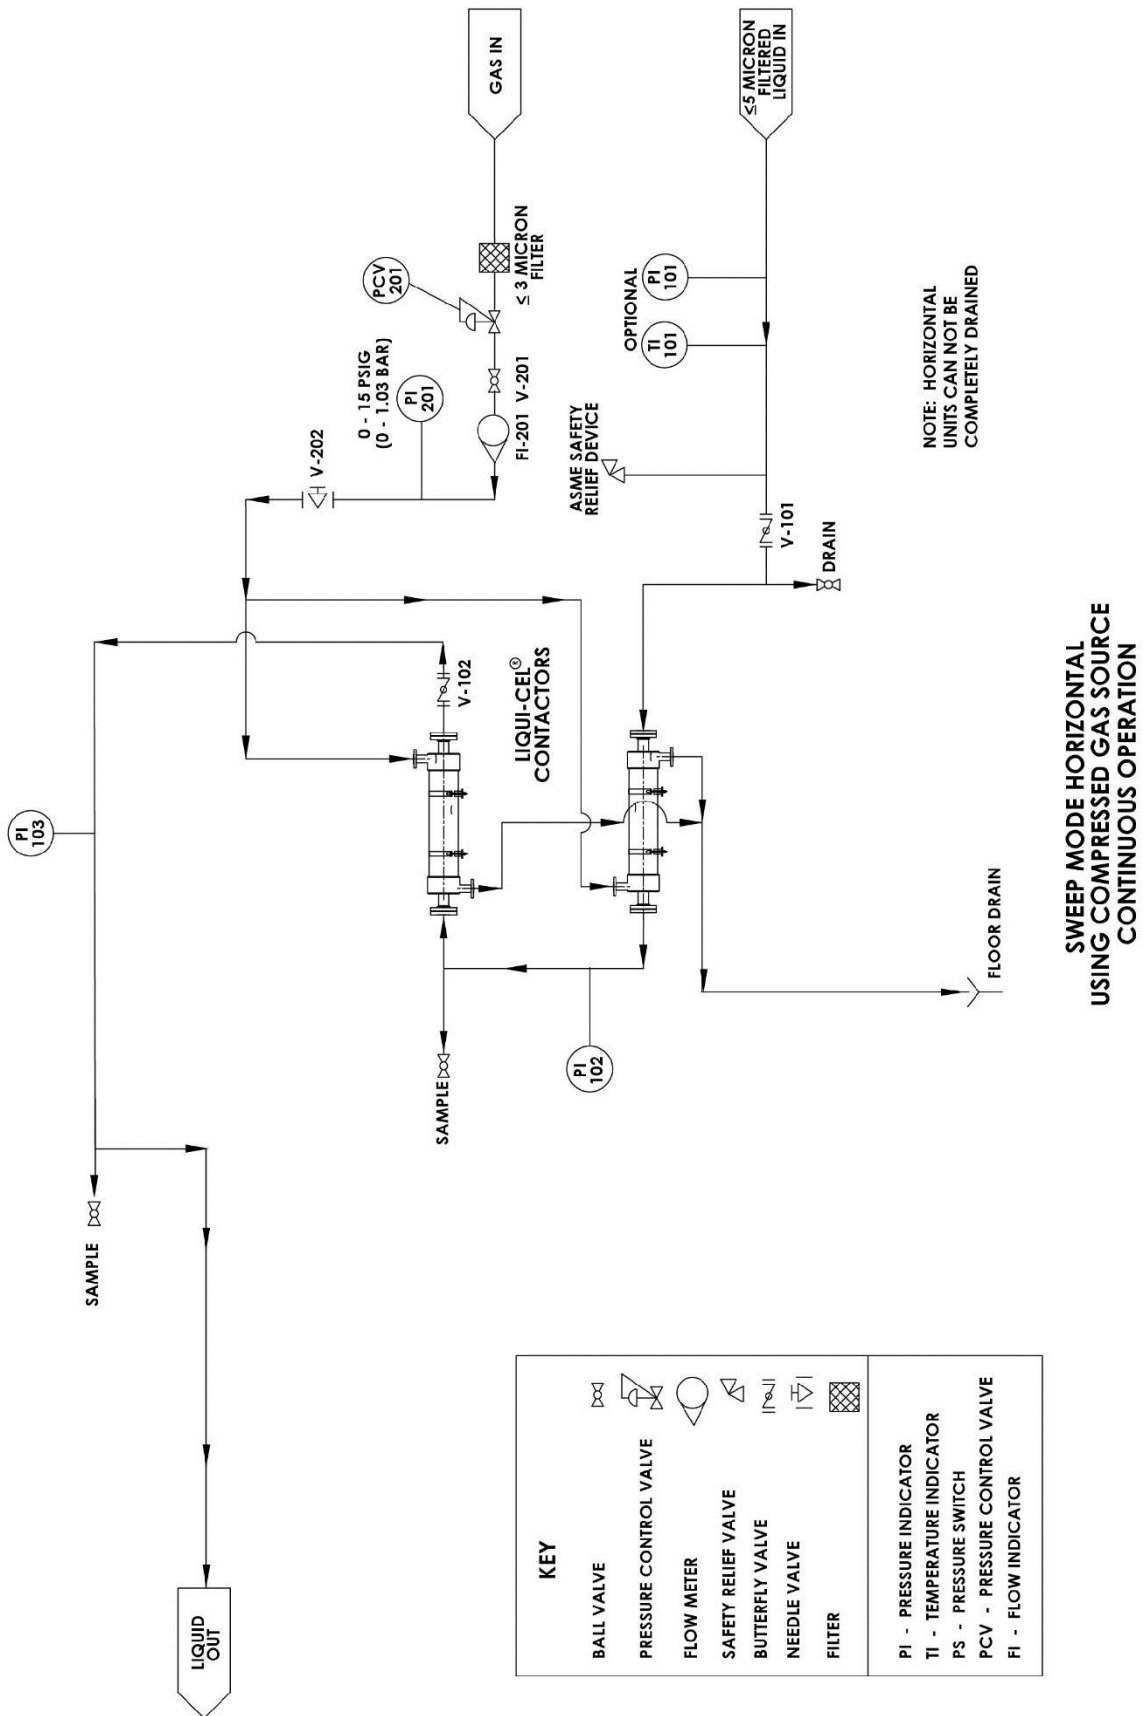 LIQUID
OUT
SAMPLE
PI
103
SAMPLE
PI
102
V-102
LIQUI-CEL®
CONTACTORS
V-202
0 - 15 PSIG
(0 - 1.03 BAR)
PI
201
PCV
201
FI-201
V-201
≤ 3 MICRON
FILTER
GAS IN
ASME SAFETY
RELIEF DEVICE
OPTIONAL
TI
101
PI
101
≤5 MICRON
FILTERED
LIQUID IN
V-101
DRAIN
FLOOR DRAIN
NOTE: HORIZONTAL
UNITS CAN NOT BE
COMPLETELY DRAINED
KEY
BALL VALVE
PRESSURE CONTROL VALVE
FLOW METER
SAFETY RELIEF VALVE
BUTTERFLY VALVE
NEEDLE VALVE
FILTER
PI - PRESSURE INDICATOR
TI - TEMPERATURE INDICATOR
PS - PRESSURE SWITCH
PCV - PRESSURE CONTROL VALVE
FI - FLOW INDICATOR
SWEEP MODE HORIZONTAL
USING COMPRESSED GAS SOURCE
CONTINUOUS OPERATION